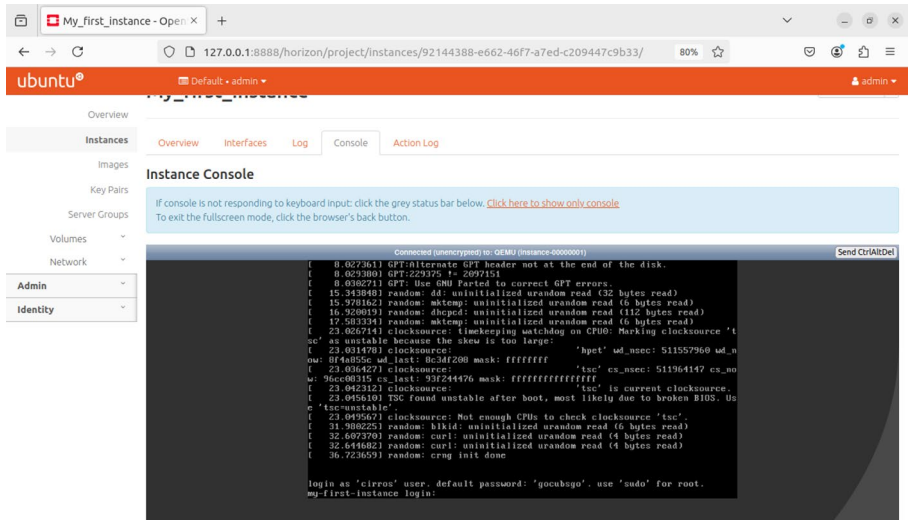 My_first_instance - Open
127.0.0.1:8888/horizon/project/instances/92144388-e662-46f7-a7ed-c209447c9b33/
80%
ubuntu®
Default • admin
admin
My_first_instance
Overview
Instances
Images
Key Pairs
Server Groups
Volumes
Network
Admin
Identity
Overview
Interfaces
Log
Console
Action Log
Instance Console
If console is not responding to keyboard input: click the grey status bar below. Click here to show only console
To exit the fullscreen mode, click the browser's back button.
Connected (unencrypted) to: QEMU (instance-00000001)
Send CtrlAltDel
[    8.027361] GPT:Alternate GPT header not at the end of the disk.
[    8.029380] GPT:229375 != 2097151
[    8.030271] GPT: Use GNU Parted to correct GPT errors.
[   15.343848] random: dd: uninitialized urandom read (32 bytes read)
[   15.978162] random: mktemp: uninitialized urandom read (6 bytes read)
[   16.920019] random: dhcpcd: uninitialized urandom read (112 bytes read)
[   17.583334] random: mktemp: uninitialized urandom read (6 bytes read)
[   23.026714] clocksource: timekeeping watchdog on CPU0: Marking clocksource 't
sc' as unstable because the skew is too large:
[   23.031478] clocksource:                       'hpet' wd_nsec: 511557960 wd_n
ow: 8f4a855c wd_last: 8c3df208 mask: ffffffff
[   23.036427] clocksource:                       'tsc' cs_nsec: 511964147 cs_no
w: 96cc08315 cs_last: 93f244476 mask: ffffffffffffffff
[   23.042312] clocksource:                       'tsc' is current clocksource.
[   23.045610] TSC found unstable after boot, most likely due to broken BIOS. Us
e 'tsc=unstable'.
[   23.049567] clocksource: Not enough CPUs to check clocksource 'tsc'.
[   31.980225] random: blkid: uninitialized urandom read (6 bytes read)
[   32.607370] random: curl: uninitialized urandom read (4 bytes read)
[   32.644682] random: curl: uninitialized urandom read (4 bytes read)
[   36.723659] random: crng init done
login as 'cirros' user. default password: 'gocubsgo'. use 'sudo' for root.
my-first-instance login: